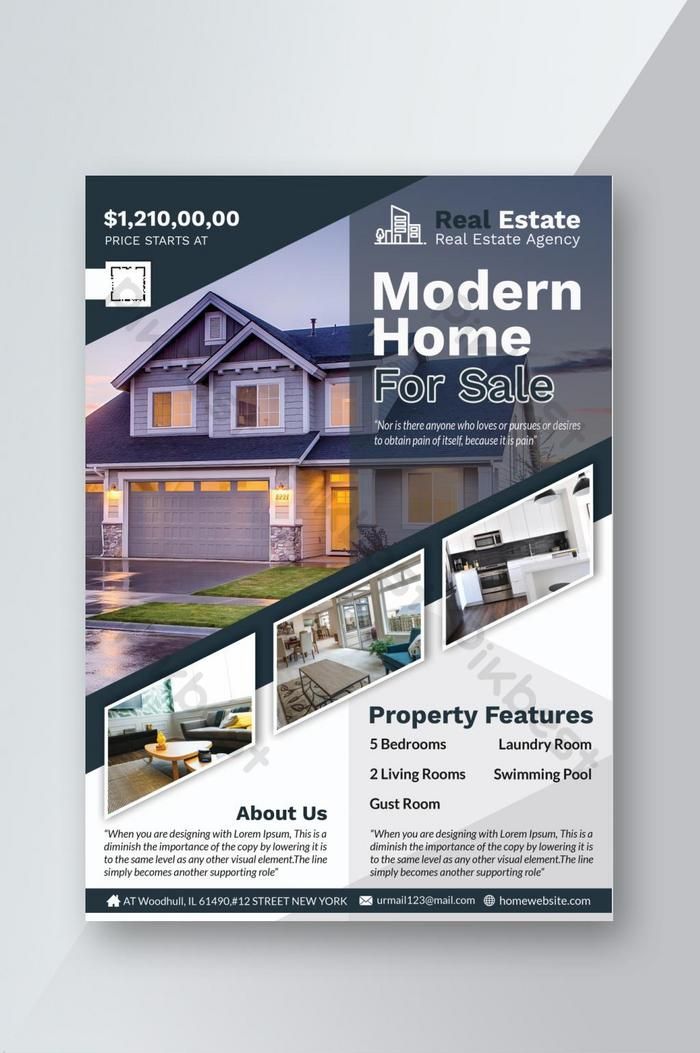 $1,210,00,00
PRICE STARTS AT
Real Estate
Real Estate Agency
Modern
Home
For Sale
“Nor is there anyone who loves or pursues or desires
to obtain pain of itself, because it is pain”
Property Features
5 Bedrooms
Laundry Room
2 Living Rooms
Swimming Pool
Gust Room
About Us
“When you are designing with Lorem Ipsum, This is a
diminish the importance of the copy by lowering it is
to the same level as any other visual element.The line
simply becomes another supporting role”
“When you are designing with Lorem Ipsum, This is a
diminish the importance of the copy by lowering it is
to the same level as any other visual element.The line
simply becomes another supporting role”
AT Woodhull, IL 61490,#12 STREET NEW YORK
urmail123@mail.com
homewebsite.com
pikbest
pikbest
pikbest
pikbest